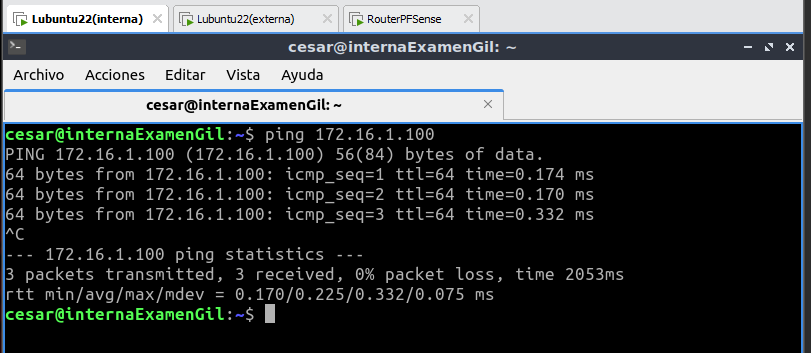 Lubuntu22(interna) Lubuntu22(externa) RouterPFSense
cesar@internaExamenGil: ~
Archivo Acciones Editar Vista Ayuda
cesar@internaExamenGil: ~
cesar@internaExamenGil:~$ ping 172.16.1.100
PING 172.16.1.100 (172.16.1.100) 56(84) bytes of data.
64 bytes from 172.16.1.100: icmp_seq=1 ttl=64 time=0.174 ms
64 bytes from 172.16.1.100: icmp_seq=2 ttl=64 time=0.170 ms
64 bytes from 172.16.1.100: icmp_seq=3 ttl=64 time=0.332 ms
^C
--- 172.16.1.100 ping statistics ---
3 packets transmitted, 3 received, 0% packet loss, time 2053ms
rtt min/avg/max/mdev = 0.170/0.225/0.332/0.075 ms
cesar@internaExamenGil:~$